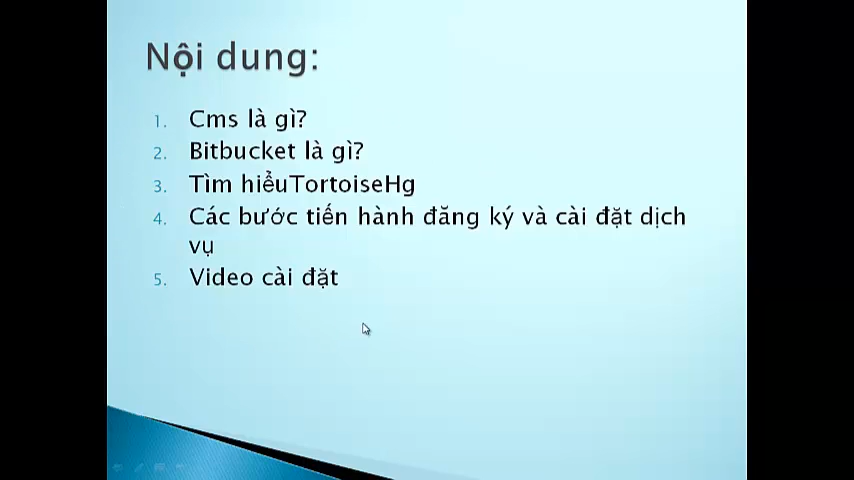 Nội dung:
1. Cms là gì?
2. Bitbucket là gì?
3. Tìm hiểuTortoiseHg
4. Các bước tiến hành đăng ký và cài đặt dịch
vụ
5. Video cài đặt